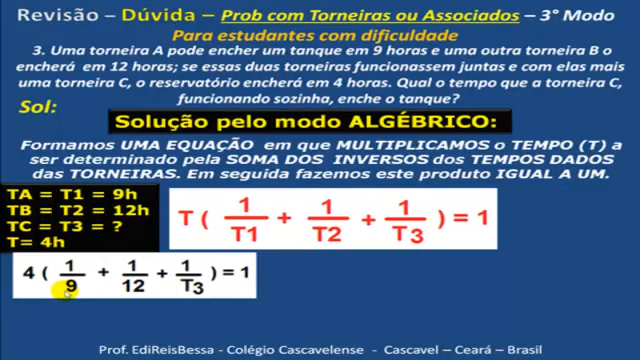 Revisão – Dúvida – Prob com Torneiras ou Associados – 3° Modo
Para estudantes com dificuldade
3. Uma torneira A pode encher um tanque em 9 horas e uma outra torneira B o
encherá em 12 horas; se essas duas torneiras funcionassem juntas e com elas mais
uma torneira C, o reservatório encherá em 4 horas. Qual o tempo que a torneira C,
funcionando sozinha, enche o tanque?
Sol:
Solução pelo modo ALGÉBRICO:
Formamos UMA EQUAÇÃO em que MULTIPLICAMOS o TEMPO (T) a
ser determinado pela SOMA DOS INVERSOS dos TEMPOS DADOS
das TORNEIRAS. Em seguida fazemos este produto IGUAL A UM.
TA = T1 = 9h
TB = T2 = 12h
TC = T3 = ?
T= 4h
T ( 1/T1 + 1/T2 + 1/T3 ) = 1
4 ( 1/9 + 1/12 + 1/T3 ) = 1
Prof. EdiReisBessa - Colégio Cascavelense - Cascavel – Ceará – Brasil